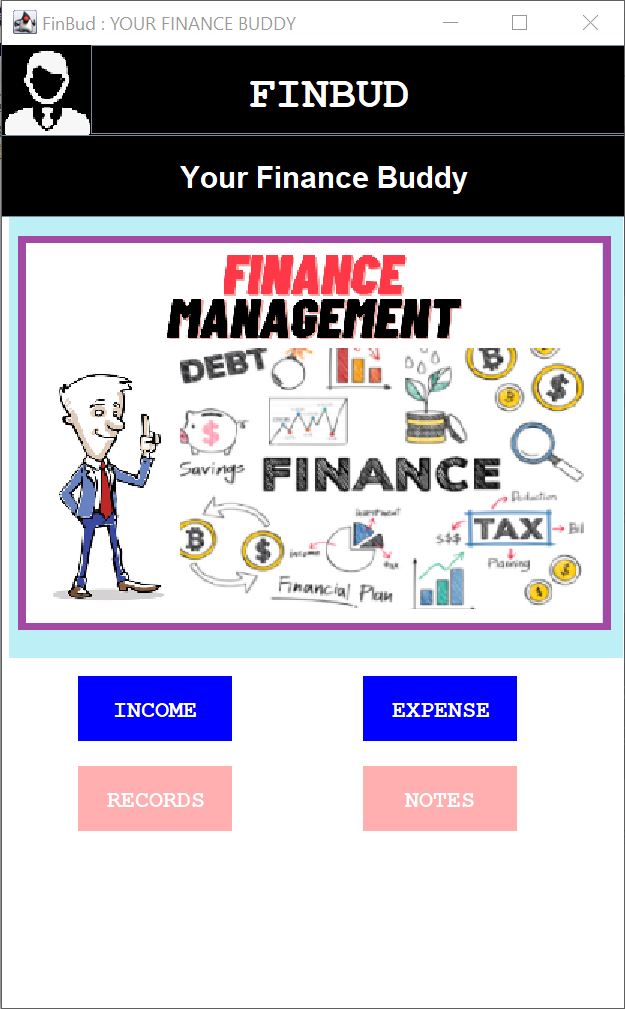 FinBud : YOUR FINANCE BUDDY
FINBUD
Your Finance Buddy
FINANCE
MANAGEMENT
DEBT
Savings
FINANCE
Deduction
investment
$$$
TAX
Bill
income
tax
Planning
Financial Plan
INCOME
EXPENSE
RECORDS
NOTES